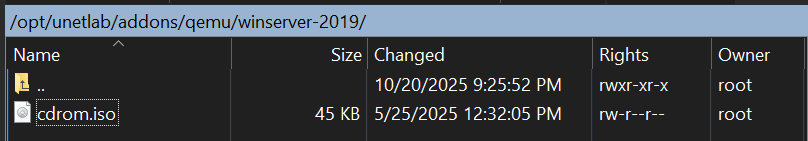 /opt/unetlab/addons/qemu/winserver-2019/
Name Size Changed Rights Owner
.. 10/20/2025 9:25:52 PM rwxr-xr-x root
cdrom.iso 45 KB 5/25/2025 12:32:05 PM rw-r--r-- root